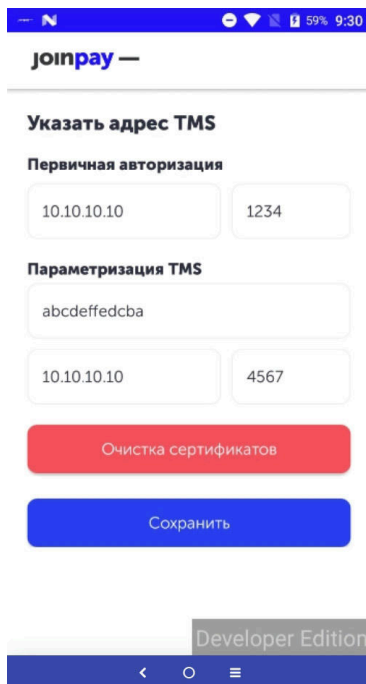 N 59% 9:30
joinpay —
Указать адрес TMS
Первичная авторизация
10.10.10.10 1234
Параметризация TMS
abcdeffedcba
10.10.10.10 4567
Очистка сертификатов
Сохранить
Developer Edition